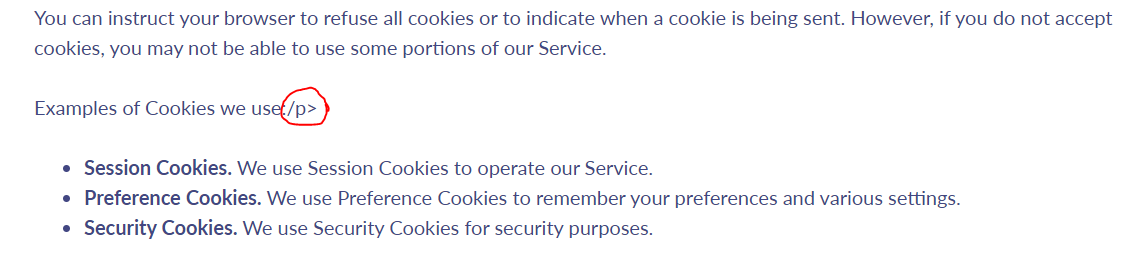 You can instruct your browser to refuse all cookies or to indicate when a cookie is being sent. However, if you do not accept
cookies, you may not be able to use some portions of our Service.
Examples of Cookies we use:/p>
• Session Cookies. We use Session Cookies to operate our Service.
• Preference Cookies. We use Preference Cookies to remember your preferences and various settings.
• Security Cookies. We use Security Cookies for security purposes.